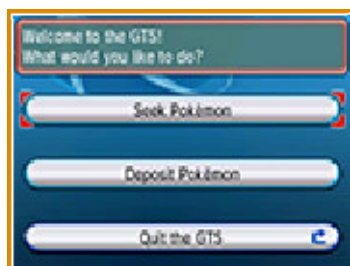 Welcome to the GTS!
What would you like to do?
Seek Pokémon
Deposit Pokémon
Quit the GTS